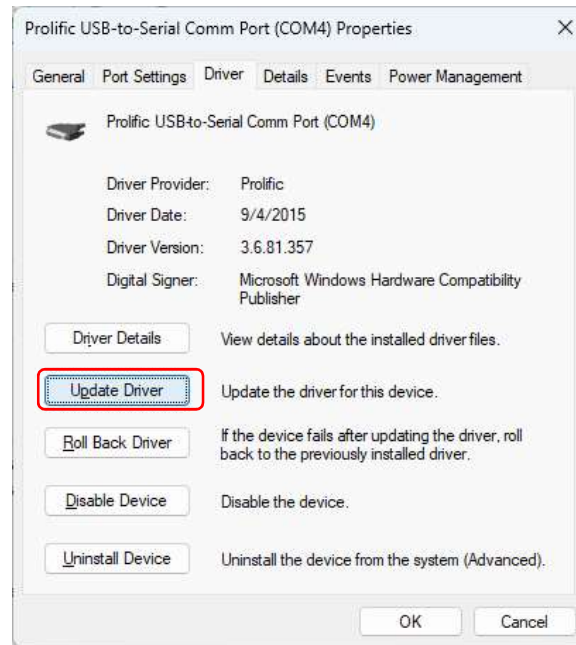 Prolific USB-to-Serial Comm Port (COM4) Properties
General Port Settings Driver Details Events Power Management
Prolific USB-to-Serial Comm Port (COM4)
Driver Provider: Prolific
Driver Date: 9/4/2015
Driver Version: 3.6.81.357
Digital Signer: Microsoft Windows Hardware Compatibility
Publisher
Driver Details View details about the installed driver files.
Update Driver Update the driver for this device.
Roll Back Driver If the device fails after updating the driver, roll
back to the previously installed driver.
Disable Device Disable the device.
Uninstall Device Uninstall the device from the system (Advanced).
OK Cancel